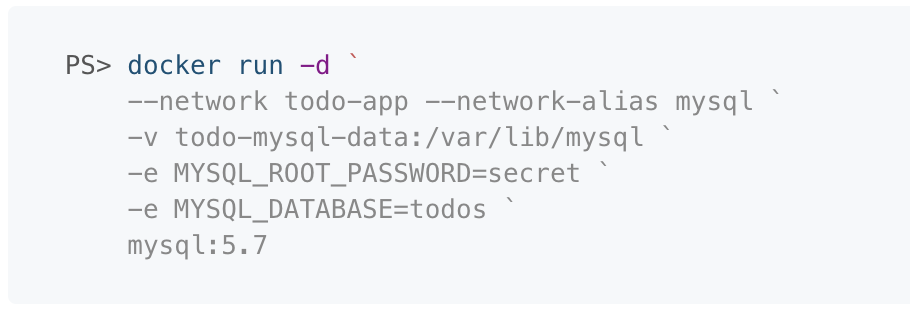 PS> docker run -d `
--network todo-app --network-alias mysql `
-v todo-mysql-data:/var/lib/mysql `
-e MYSQL_ROOT_PASSWORD=secret `
-e MYSQL_DATABASE=todos `
mysql:5.7